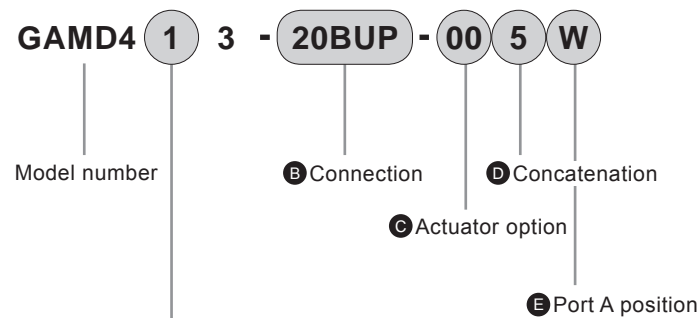 GAMD4 1 3 - 20BUP - 00 5 W
Model number
B Connection
D Concatenation
C Actuator option
E Port A position